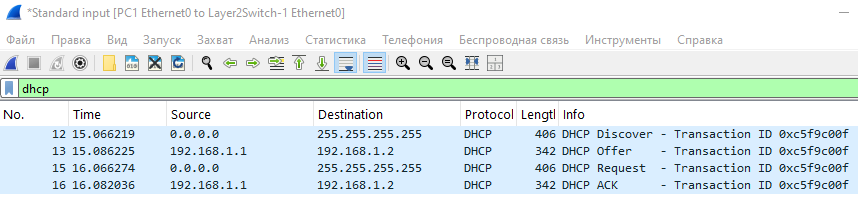 *Standard input [PC1 Ethernet0 to Layer2Switch-1 Ethernet0]
Файл Правка Вид Запуск Захват Анализ Статистика Телефония Беспроводная связь Инструменты Справка
dhcp
No. Time Source Destination Protocol Lengtl Info
12 15.066219 0.0.0.0 255.255.255.255 DHCP 406 DHCP Discover - Transaction ID 0xc5f9c00f
13 15.086225 192.168.1.1 192.168.1.2 DHCP 342 DHCP Offer - Transaction ID 0xc5f9c00f
15 16.066274 0.0.0.0 255.255.255.255 DHCP 406 DHCP Request - Transaction ID 0xc5f9c00f
16 16.082036 192.168.1.1 192.168.1.2 DHCP 342 DHCP ACK - Transaction ID 0xc5f9c00f